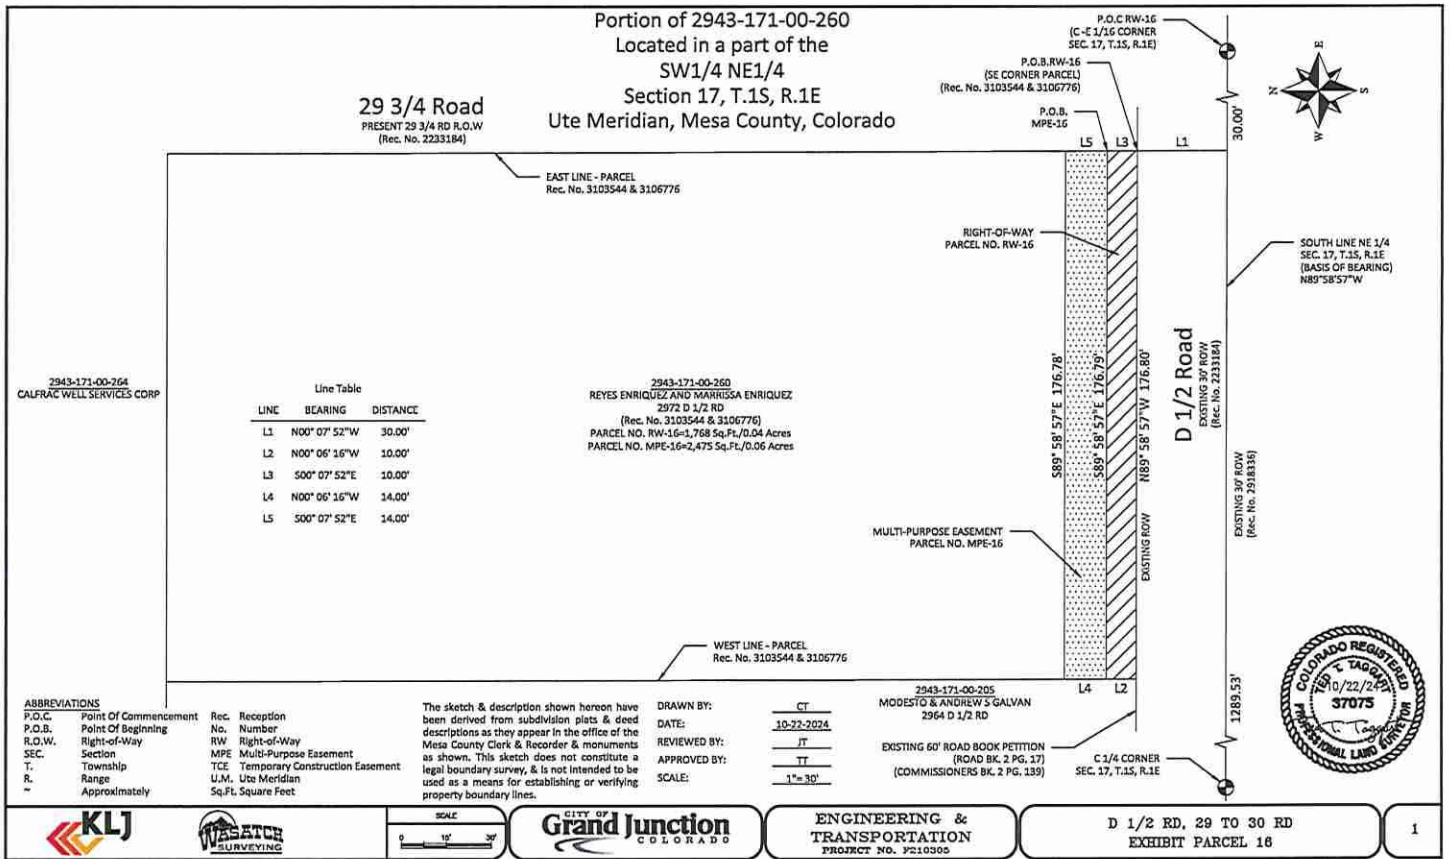 Portion of 2943-171-00-260
Located in a part of the
SW1/4 NE1/4
Section 17, T.1S, R.1E
Ute Meridian, Mesa County, Colorado
29 3/4 Road
PRESENT 29 3/4 RD R.O.W
(Rec. No. 2233184)
P.O.C RW-16
(C-E 1/16 CORNER
SEC. 17, T.1S, R.1E)
P.O.B.RW-16
(SE CORNER PARCEL)
(Rec. No. 3103544 & 3106776)
P.O.B.
MPE-16
E
N
S
W
30.00'
L5
L3
L1
EAST LINE - PARCEL
Rec. No. 3103544 & 3106776
RIGHT-OF-WAY
PARCEL NO. RW-16
SOUTH LINE NE 1/4
SEC. 17, T.1S, R.1E
(BASIS OF BEARING)
N89°58'57"W
2943-171-00-264
CALFRAC WELL SERVICES CORP
Line Table
LINE BEARING DISTANCE
L1 N00° 07' 52"W 30.00'
L2 N00° 06' 16"W 10.00'
L3 S00° 07' 52"E 10.00'
L4 N00° 06' 16"W 14.00'
L5 S00° 07' 52"E 14.00'
2943-171-00-260
REYES ENRIQUEZ AND MARRISSA ENRIQUEZ
2972 D 1/2 RD
(Rec. No. 3103544 & 3106776)
PARCEL NO. RW-16=1,768 Sq.Ft./0.04 Acres
PARCEL NO. MPE-16=2,475 Sq.Ft./0.06 Acres
S89° 58' 57"E 176.78'
S89° 58' 57"E 176.79'
N89° 58' 57"W 176.80'
EXISTING ROW
D 1/2 Road
EXISTING 30' ROW
(Rec. No. 2233184)
EXISTING 30' ROW
(Rec. No. 2918336)
MULTI-PURPOSE EASEMENT
PARCEL NO. MPE-16
WEST LINE - PARCEL
Rec. No. 3103544 & 3106776
L4
L2
2943-171-00-205
MODESTO & ANDREW S GALVAN
2964 D 1/2 RD
EXISTING 60' ROAD BOOK PETITION
(ROAD BK. 2 PG. 17)
(COMMISSIONERS BK. 2 PG. 139)
C 1/4 CORNER
SEC. 17, T.1S, R.1E
1289.53'
COLORADO REGISTERED
TED C TAGGART
10/22/24
37075
T. C. Taggart
PROFESSIONAL LAND SURVEYOR
ABBREVIATIONS
P.O.C. Point Of Commencement Rec. Reception
P.O.B. Point Of Beginning No. Number
R.O.W. Right-of-Way RW Right-of-Way
SEC. Section MPE Multi-Purpose Easement
T. Township TCE Temporary Construction Easement
R. Range U.M. Ute Meridian
~ Approximately Sq.Ft. Square Feet
The sketch & description shown hereon have
been derived from subdivision plats & deed
descriptions as they appear in the office of the
Mesa County Clerk & Recorder & monuments
as shown. This sketch does not constitute a
legal boundary survey, & is not intended to be
used as a means for establishing or verifying
property boundary lines.
DRAWN BY: CT
DATE: 10-22-2024
REVIEWED BY: JT
APPROVED BY: TT
SCALE: 1"= 30'
KLJ
WASATCH
SURVEYING
SCALE
0 15' 30'
CITY OF
Grand Junction
COLORADO
ENGINEERING &
TRANSPORTATION
PROJECT NO. F210305
D 1/2 RD, 29 TO 30 RD
EXHIBIT PARCEL 16
1